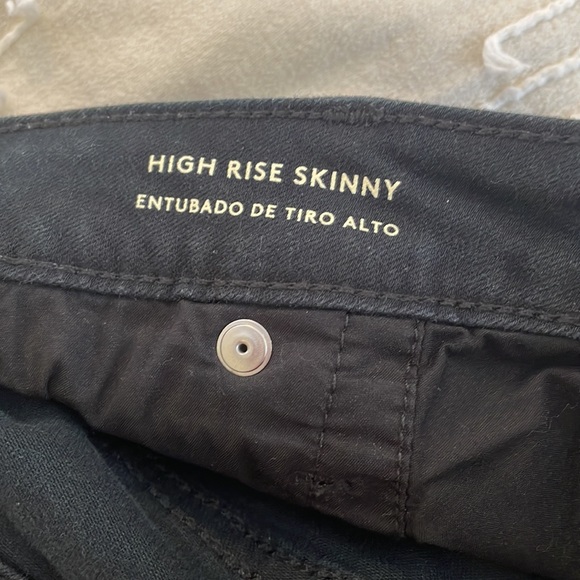 HIGH RISE SKINNY
ENTUBADO DE TIRO ALTO